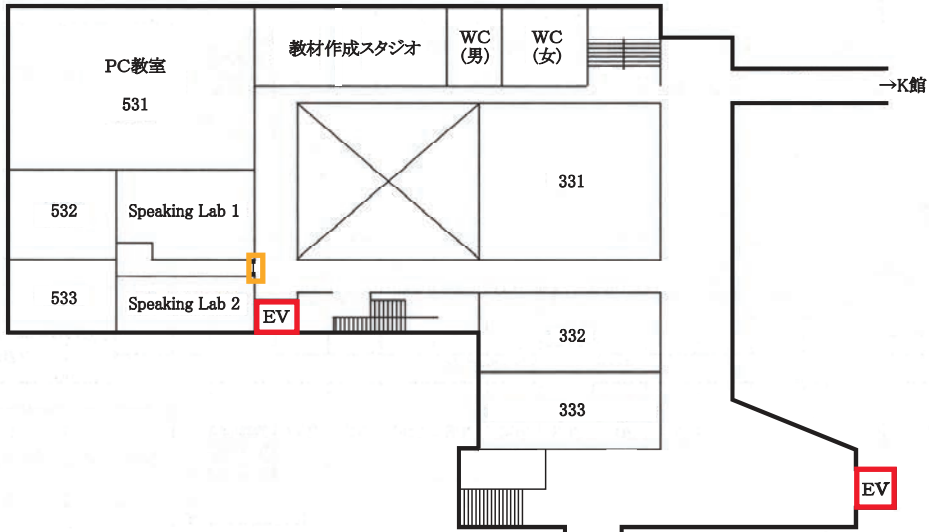 PC教室
531
教材作成スタジオ
WC
(男)
WC
(女)
→K館
532
Speaking Lab 1
331
533
Speaking Lab 2
EV
332
333
EV